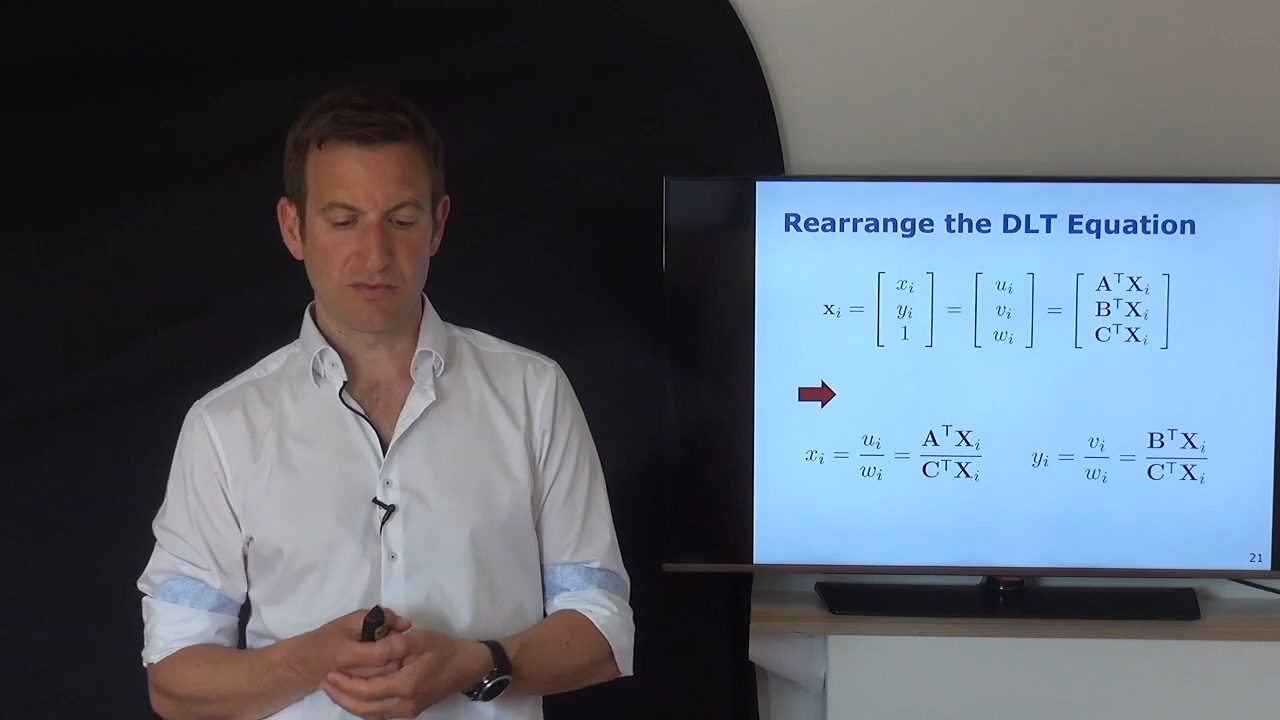 Rearrange the DLT Equation
xᵢ = [xᵢ yᵢ 1] = [uᵢ vᵢ wᵢ] = [AᵀXᵢ BᵀXᵢ CᵀXᵢ]
xᵢ = uᵢ/wᵢ = AᵀXᵢ/CᵀXᵢ yᵢ = vᵢ/wᵢ = BᵀXᵢ/CᵀXᵢ
21